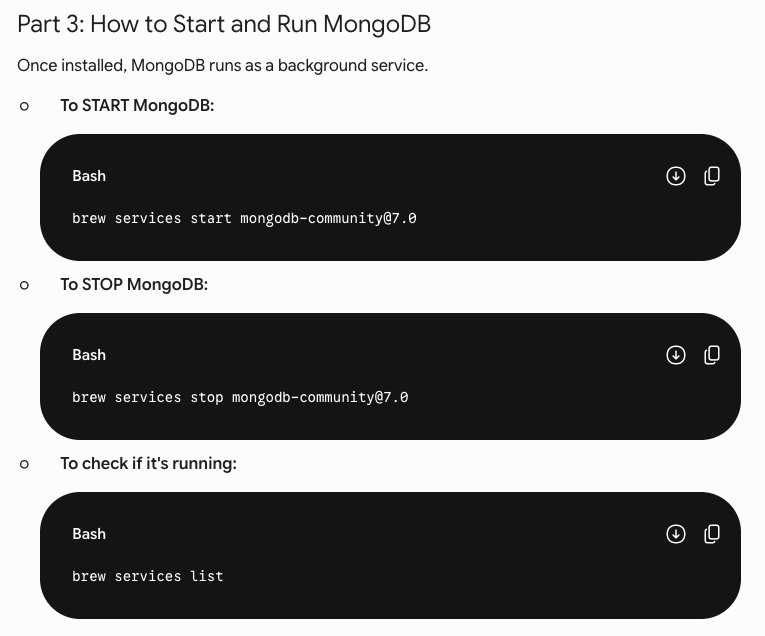 Part 3: How to Start and Run MongoDB
Once installed, MongoDB runs as a background service.
To START MongoDB:
Bash
brew services start mongodb-community@7.0
To STOP MongoDB:
Bash
brew services stop mongodb-community@7.0
To check if it's running:
Bash
brew services list